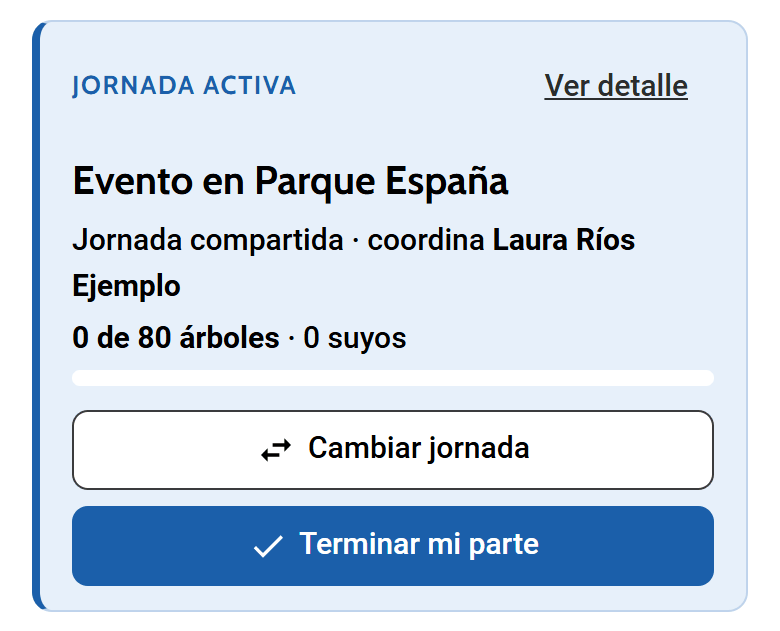 JORNADA ACTIVA
Ver detalle
Evento en Parque España
Jornada compartida · coordina Laura Ríos
Ejemplo
0 de 80 árboles · 0 suyos
Cambiar jornada
Terminar mi parte